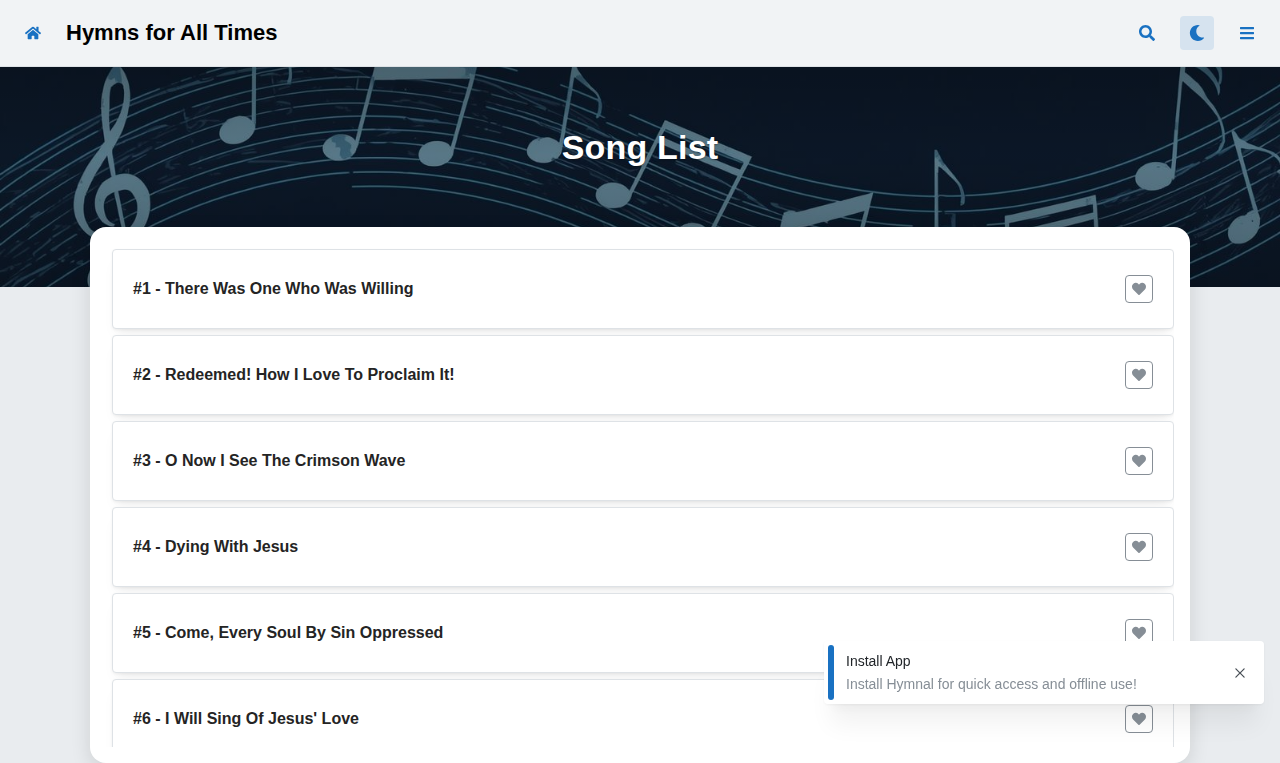 Hymns for All Times
Song List
#1 - There Was One Who Was Willing
#2 - Redeemed! How I Love To Proclaim It!
#3 - O Now I See The Crimson Wave
#4 - Dying With Jesus
#5 - Come, Every Soul By Sin Oppressed
Install App
Install Hymnal for quick access and offline use!
#6 - I Will Sing Of Jesus' Love